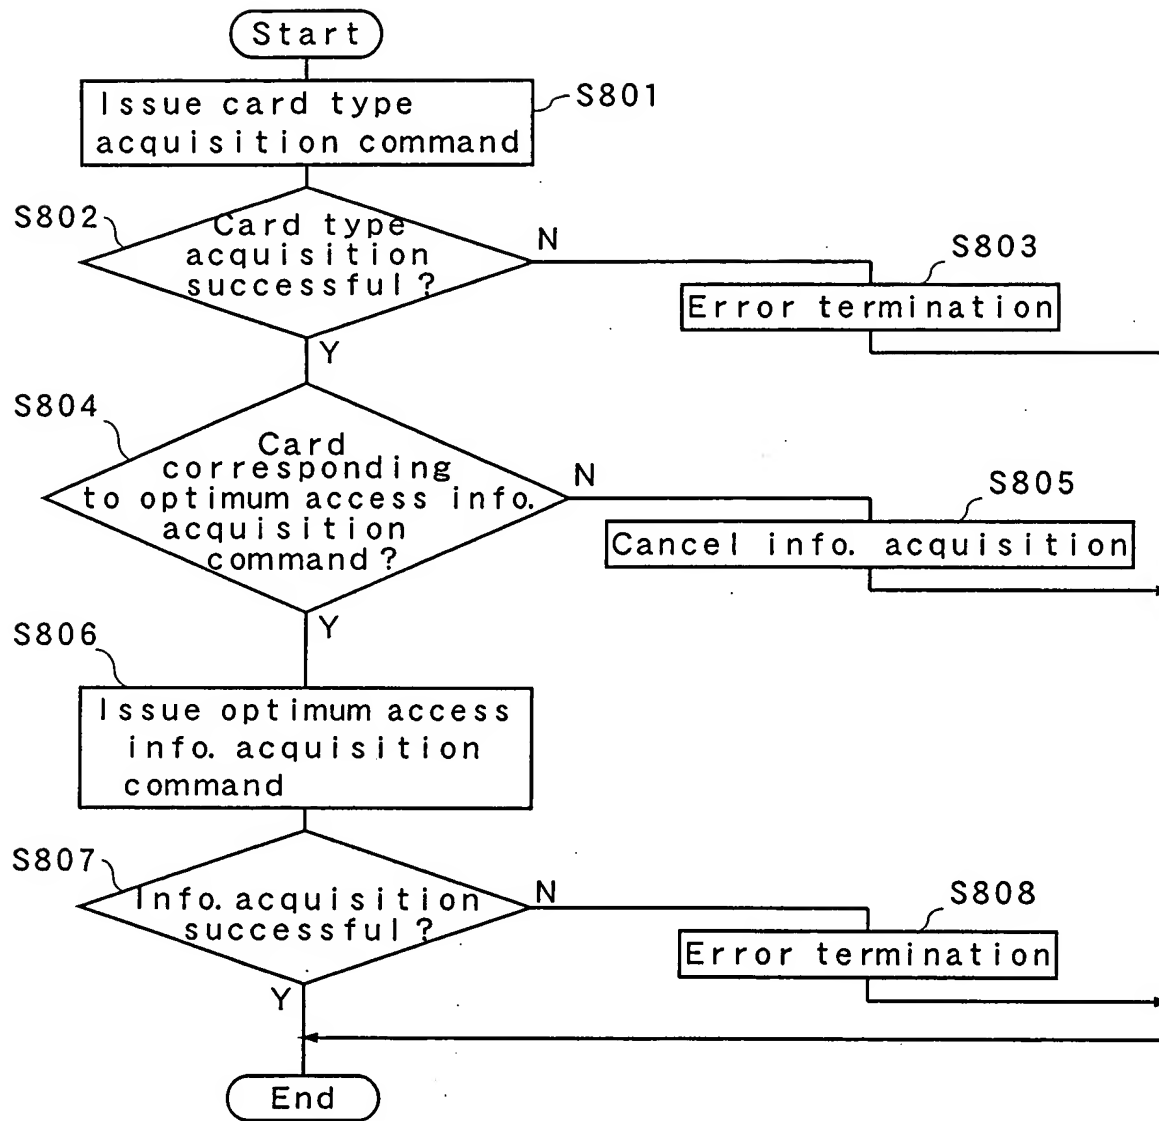 Start
Issue card type
acquisition command
S801
S802
Card type
acquisition
successful?
N
Y
S803
Error termination
S804
Card
corresponding
to optimum access info.
acquisition
command?
N
Y
S805
Cancel info. acquisition
S806
Issue optimum access
info. acquisition
command
S807
Info. acquisition
successful?
N
Y
S808
Error termination
End